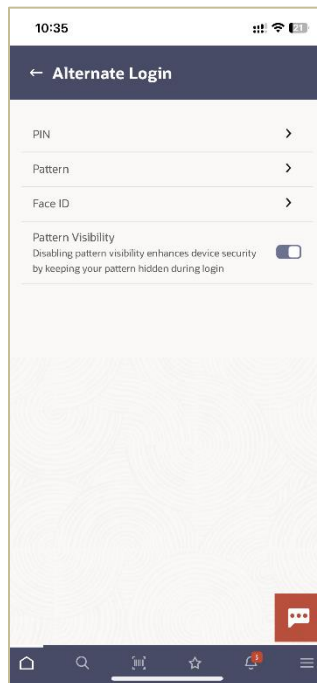 10:35
21
← Alternate Login
PIN
Pattern
Face ID
Pattern Visibility
Disabling pattern visibility enhances device security
by keeping your pattern hidden during login